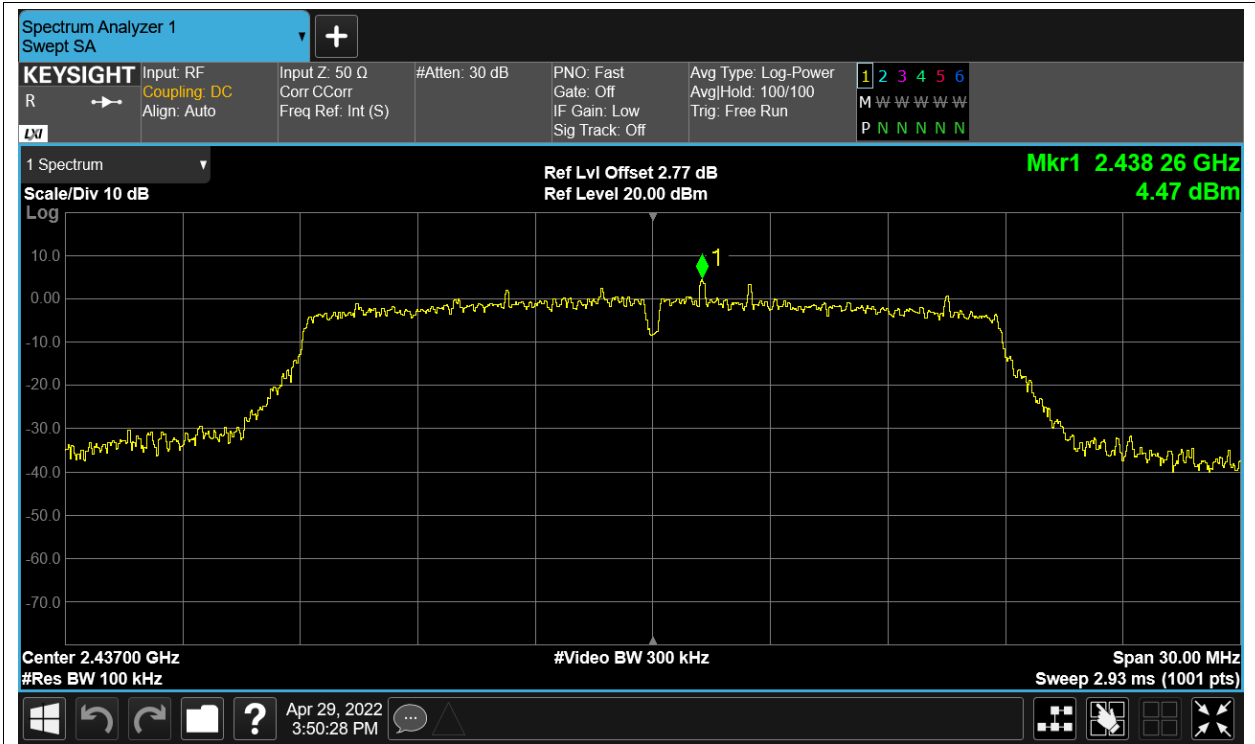 Spectrum Analyzer 1
Swept SA
+
KEYSIGHT
R
LXI
Input: RF
Coupling: DC
Align: Auto
Input Z: 50 Ω
Corr CCorr
Freq Ref: Int (S)
#Atten: 30 dB
PNO: Fast
Gate: Off
IF Gain: Low
Sig Track: Off
Avg Type: Log-Power
Avg|Hold: 100/100
Trig: Free Run
1 2 3 4 5 6
M W W W W W
P N N N N N
1 Spectrum
Scale/Div 10 dB
Ref Lvl Offset 2.77 dB
Ref Level 20.00 dBm
Mkr1 2.438 26 GHz
4.47 dBm
Log
10.0
0.00
-10.0
-20.0
-30.0
-40.0
-50.0
-60.0
-70.0
1
Center 2.43700 GHz
#Res BW 100 kHz
#Video BW 300 kHz
Span 30.00 MHz
Sweep 2.93 ms (1001 pts)
?
Apr 29, 2022
3:50:28 PM